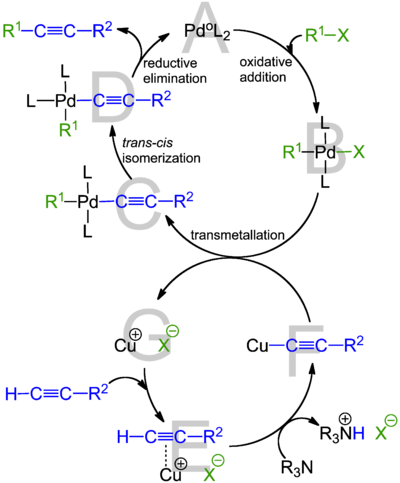 A
R¹—C≡C—R²
Pd⁰L₂
R¹—X
reductive
elimination
oxidative
addition
D
L
L—Pd—C≡C—R²
R¹
B
L
R¹—Pd—X
L
trans-cis
isomerization
C
L
R¹—Pd—C≡C—R²
L
transmetallation
G
Cu⊕ X⊖
F
Cu—C≡C—R²
H—C≡C—R²
E
H—C≡C—R²
Cu⊕ X⊖
R₃N
R₃N⊕H X⊖